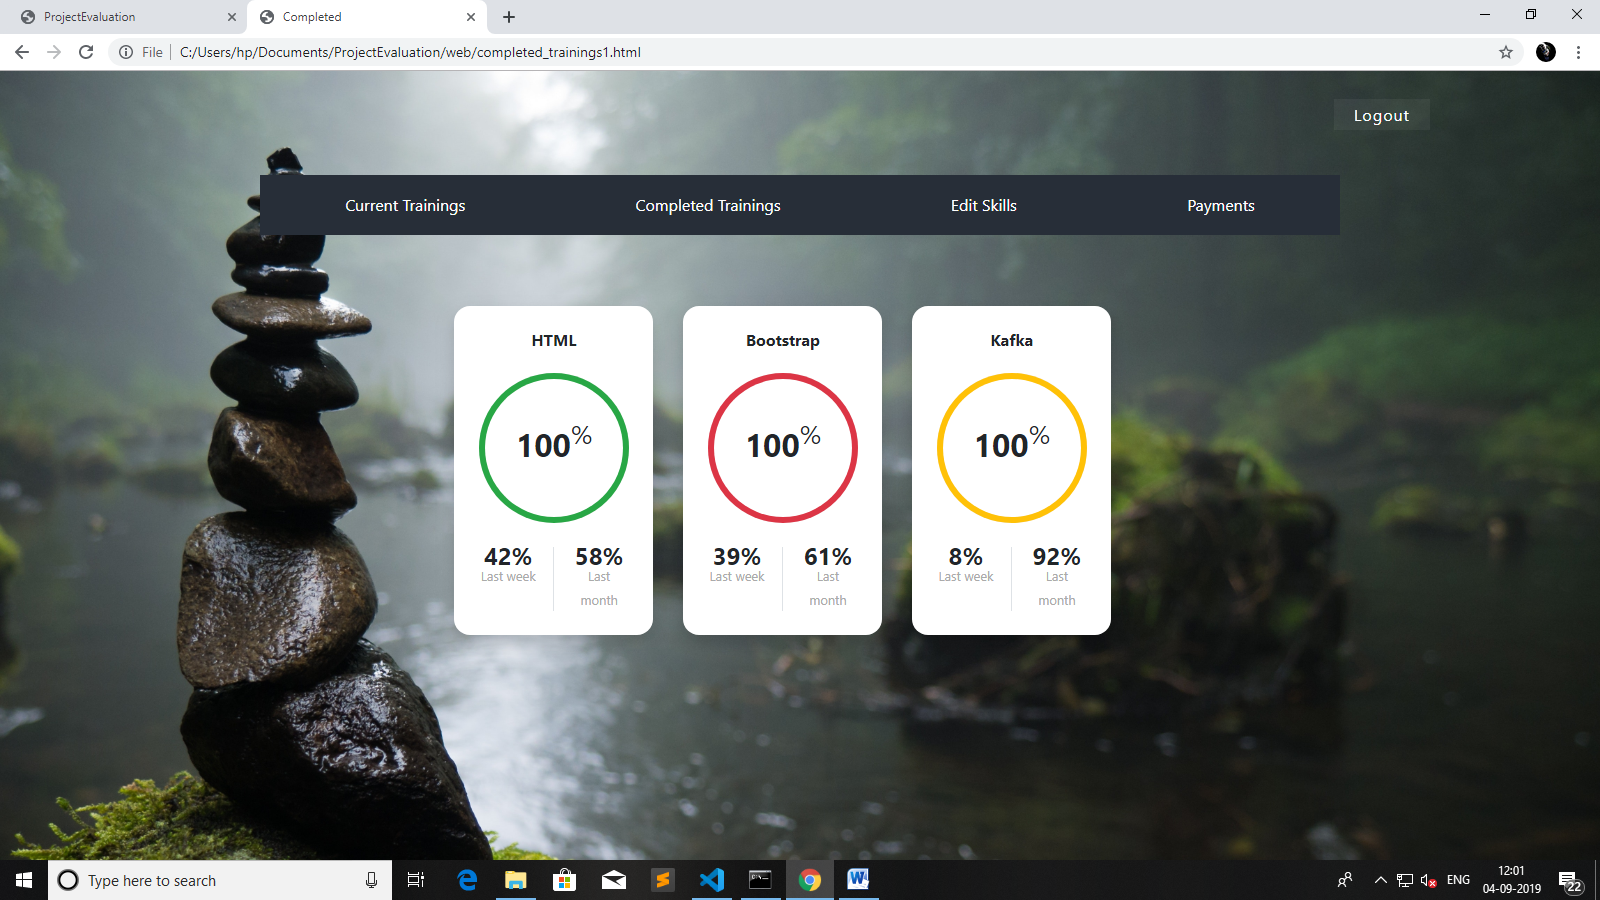 ProjectEvaluation
Completed
File
C:/Users/hp/Documents/ProjectEvaluation/web/completed_trainings1.html
Logout
Current Trainings Completed Trainings Edit Skills Payments
HTML
100%
42% 58%
Last week Last
month
Bootstrap
100%
39% 61%
Last week Last
month
Kafka
100%
8% 92%
Last week Last
month
Type here to search
ENG
12:01
04-09-2019
22